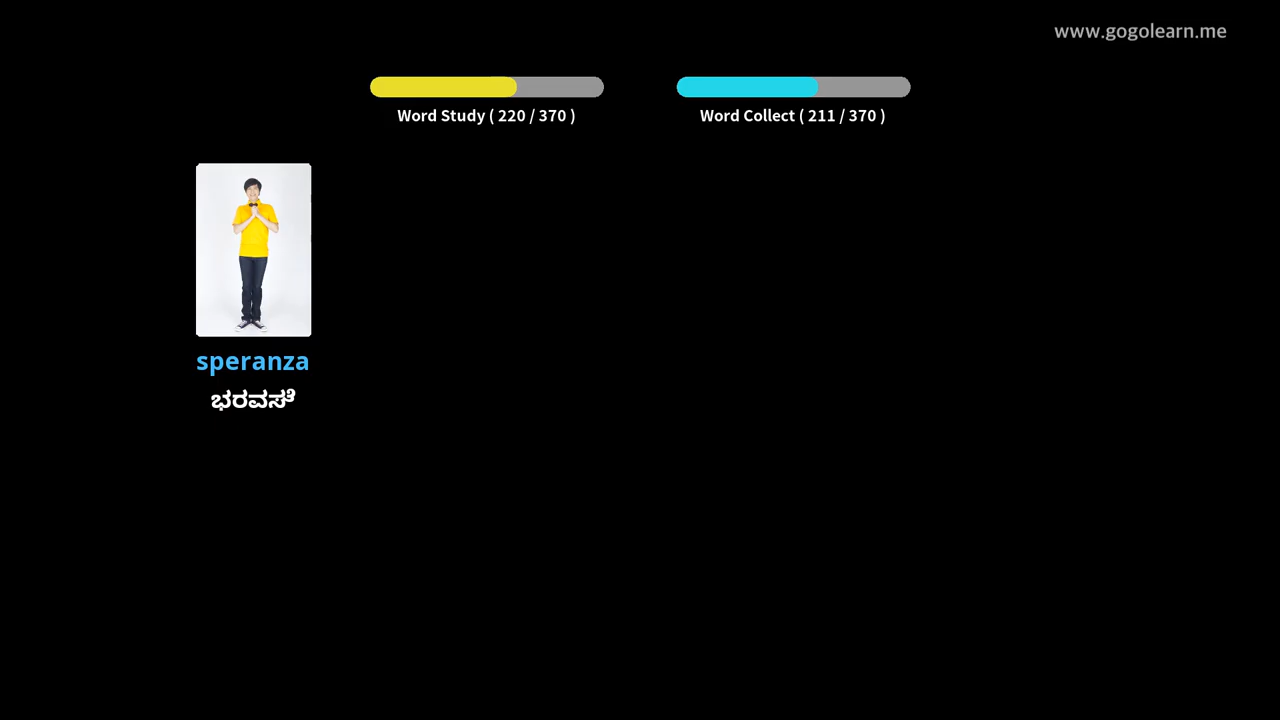 www.gogolearn.me
Word Study ( 220 / 370 )
Word Collect ( 211 / 370 )
speranza
ಭರವಸೆ